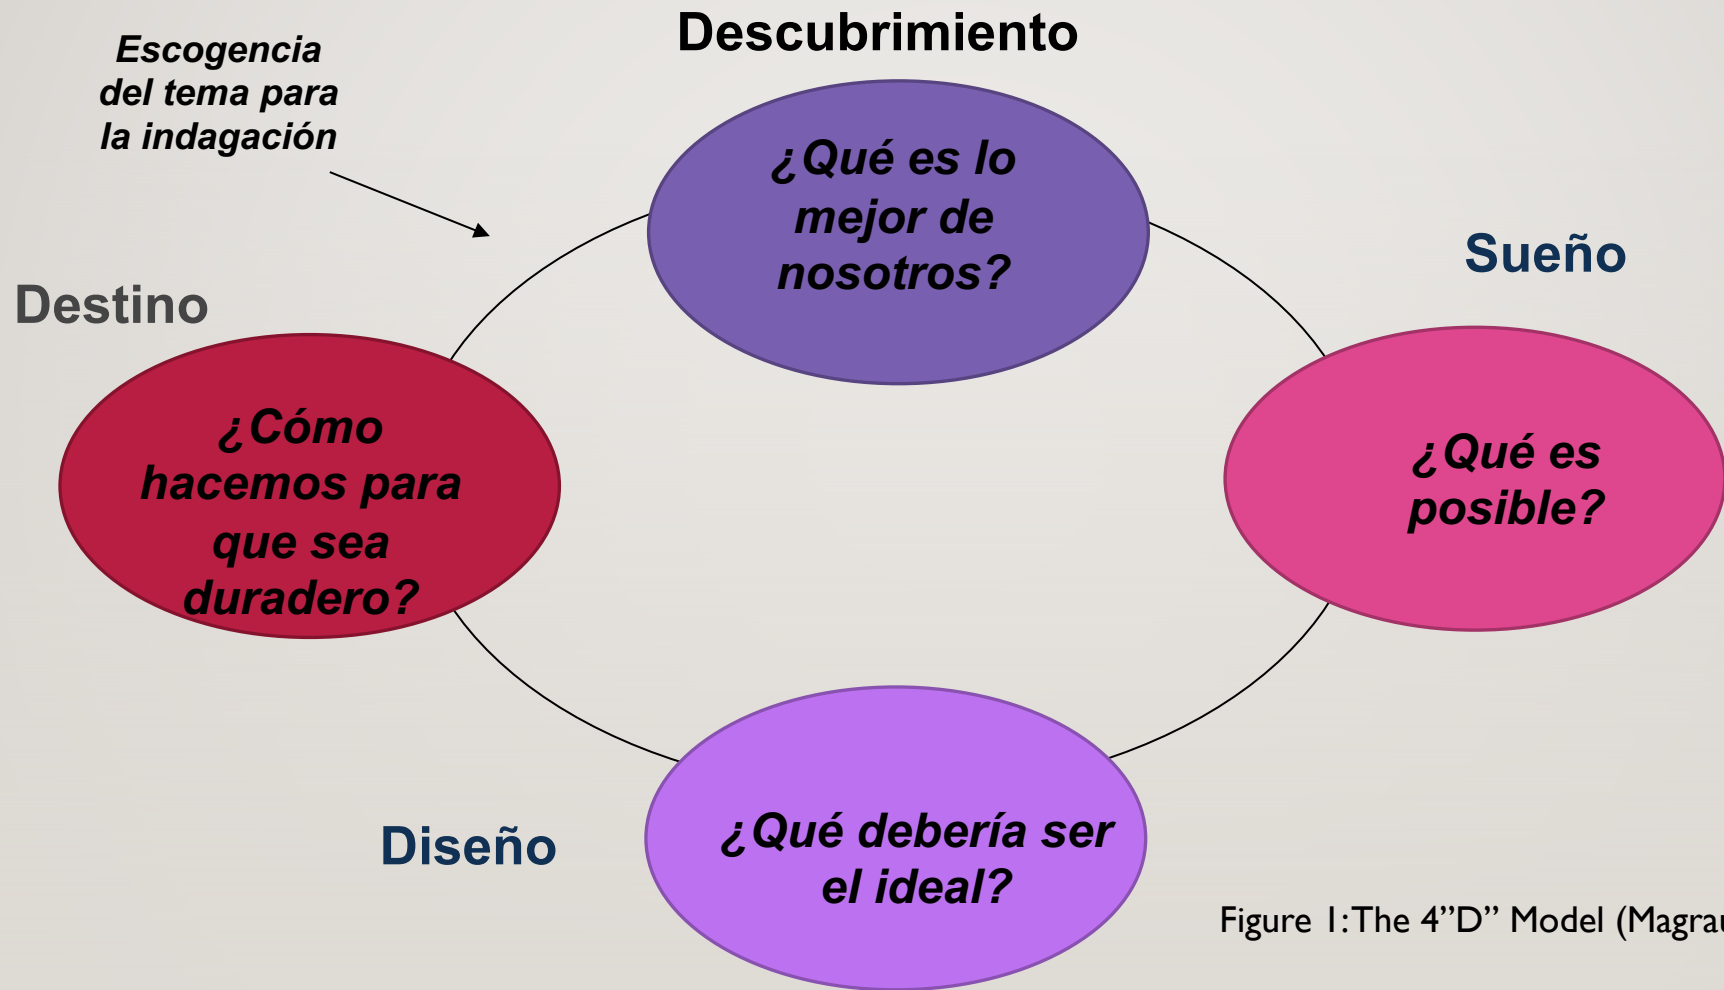 Descubrimiento
Escogencia
del tema para
la indagación
¿Qué es lo
mejor de
nosotros?
Sueño
¿Qué es
posible?
Destino
¿Cómo
hacemos para
que sea
duradero?
Diseño
¿Qué debería ser
el ideal?
Figure 1: The 4”D” Model (Magrau